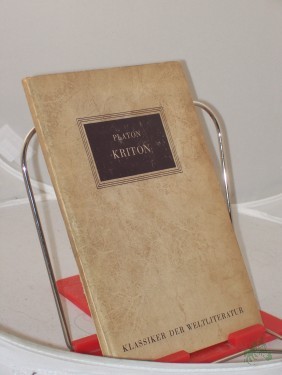 PLATON
KRITON
KLASSIKER DER WELTLITERATUR